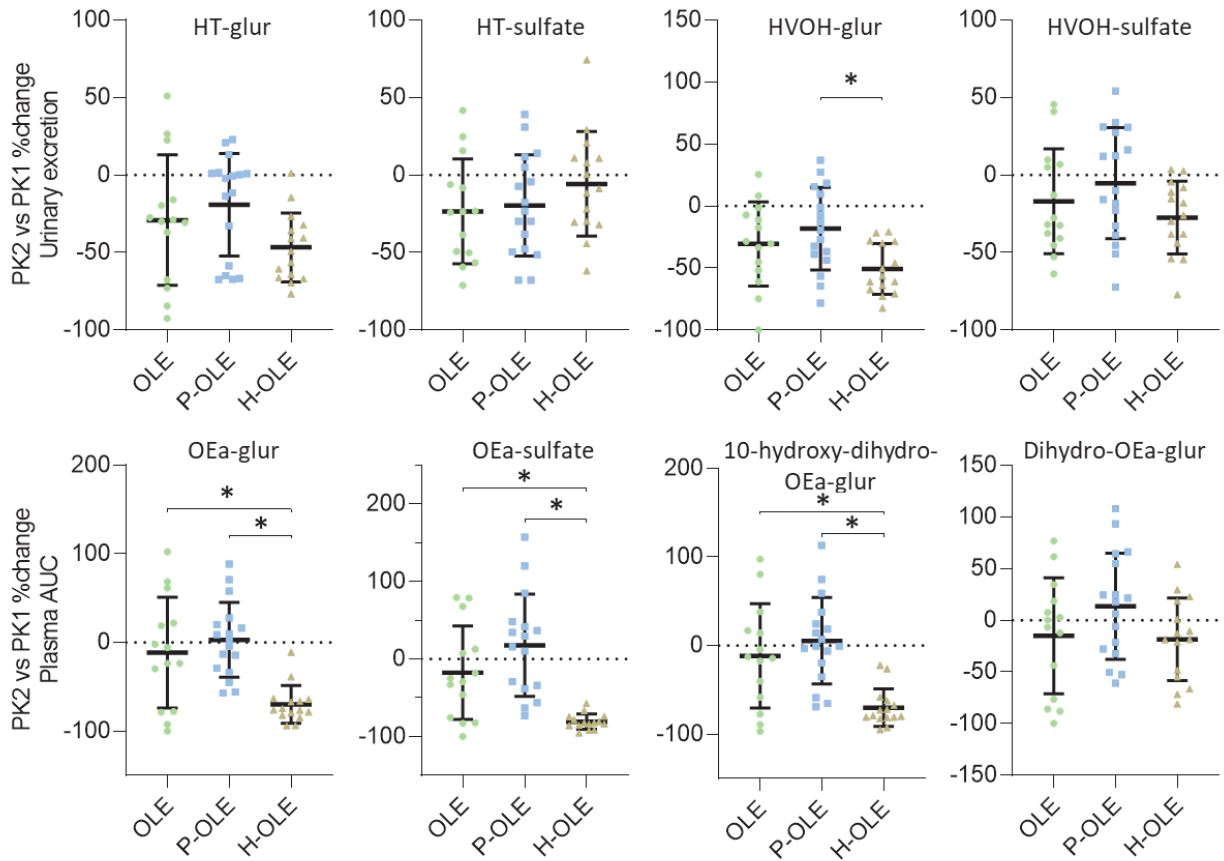 PK2 vs PK1 %change
Urinary excretion
HT-glur
100
50
0
-50
-100
OLE
P-OLE
H-OLE
HT-sulfate
100
50
0
-50
-100
OLE
P-OLE
H-OLE
HVOH-glur
150
100
50
0
-50
-100
*
OLE
P-OLE
H-OLE
HVOH-sulfate
100
50
0
-50
-100
OLE
P-OLE
H-OLE
PK2 vs PK1 %change
Plasma AUC
OEa-glur
200
100
0
-100
*
*
OLE
P-OLE
H-OLE
OEa-sulfate
200
100
0
-100
*
*
OLE
P-OLE
H-OLE
10-hydroxy-dihydro-
OEa-glur
200
100
0
-100
*
*
OLE
P-OLE
H-OLE
Dihydro-OEa-glur
150
100
50
0
-50
-100
-150
OLE
P-OLE
H-OLE